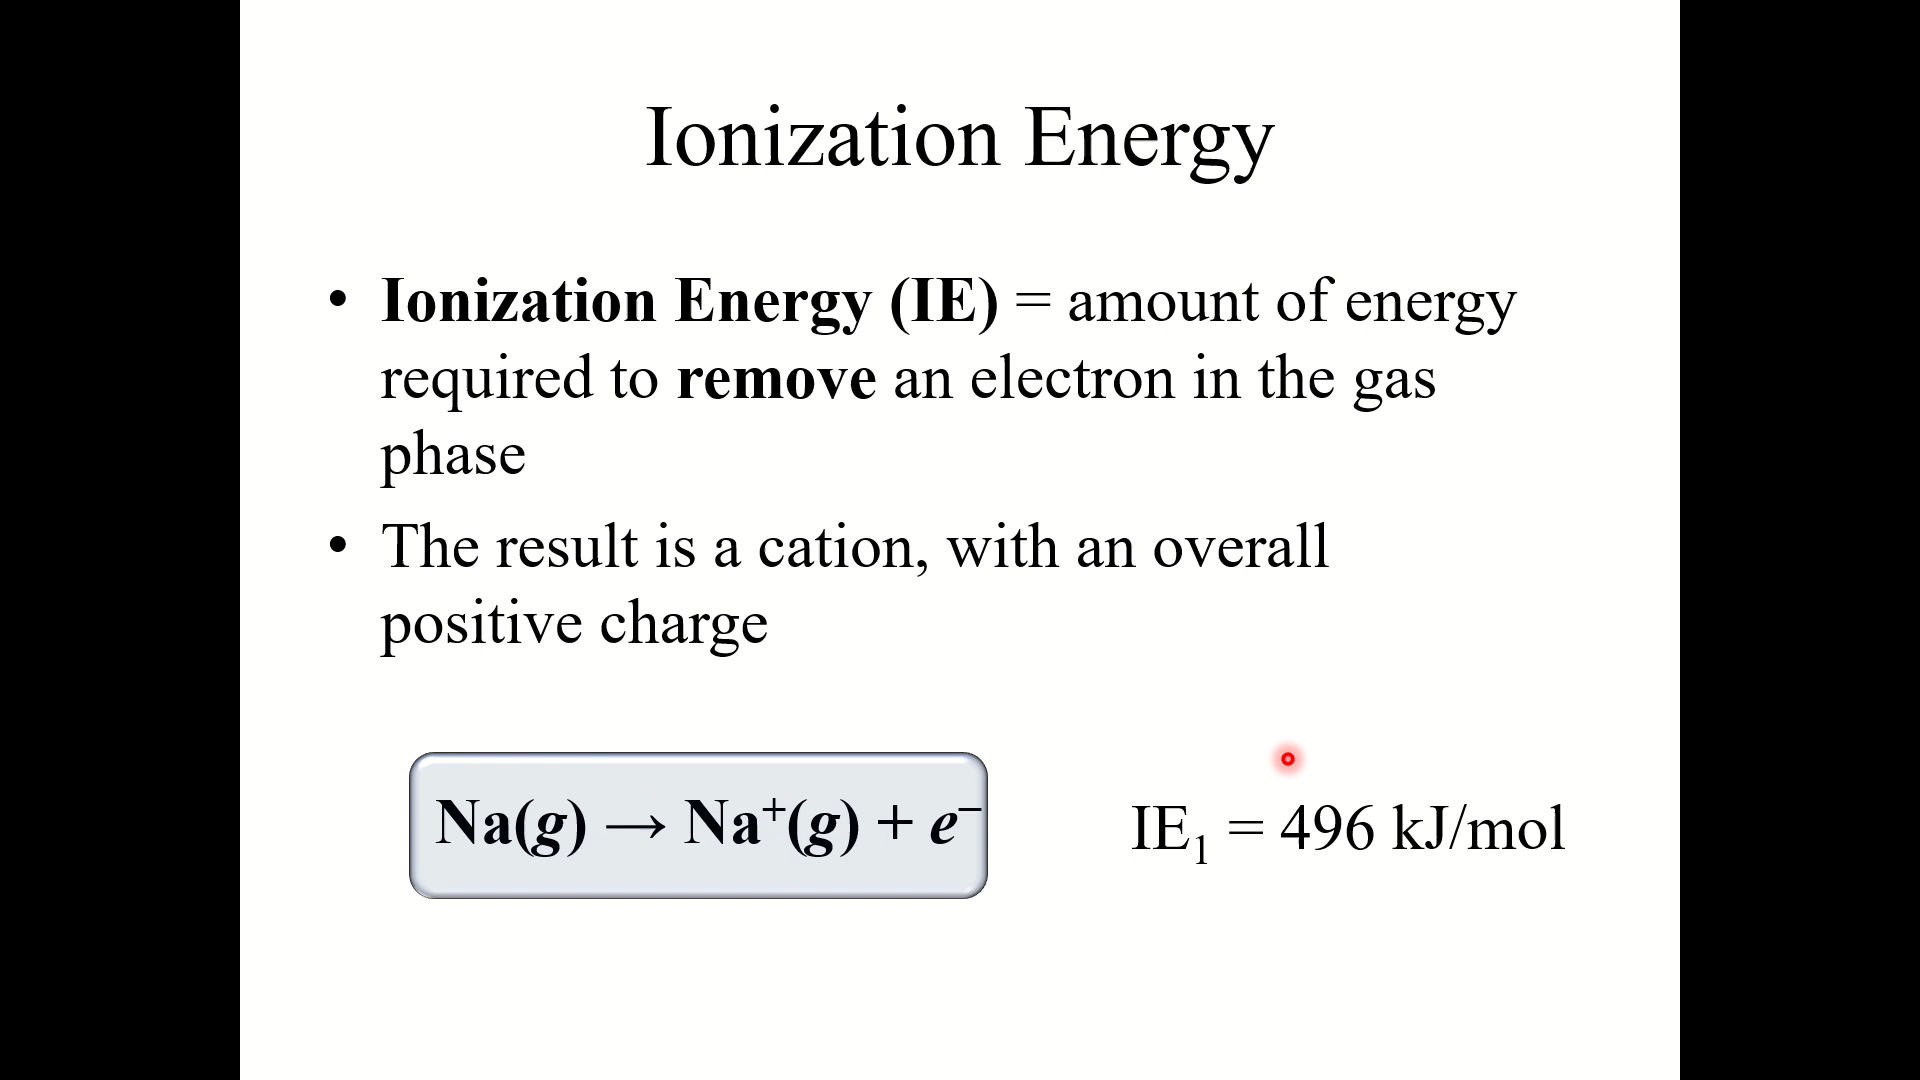 Ionization Energy
• Ionization Energy (IE) = amount of energy
required to remove an electron in the gas
phase
• The result is a cation, with an overall
positive charge
Na(g) → Na⁺(g) + e⁻
IE₁ = 496 kJ/mol